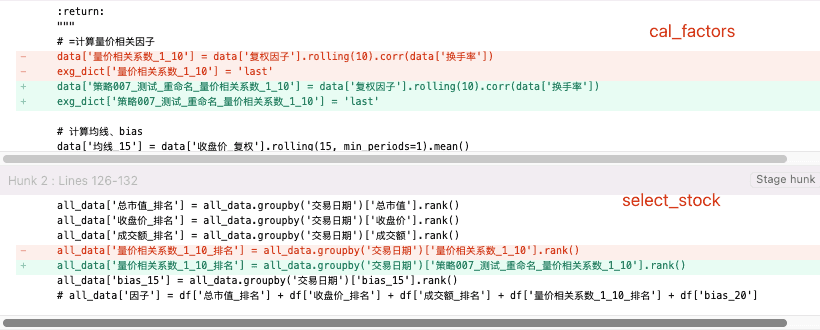 :return:
"""
# =计算量价相关因子
cal_factors
- data['量价相关系数_1_10'] = data['复权因子'].rolling(10).corr(data['换手率'])
- exg_dict['量价相关系数_1_10'] = 'last'
+ data['策略007_测试_重命名_量价相关系数_1_10'] = data['复权因子'].rolling(10).corr(data['换手率'])
+ exg_dict['策略007_测试_重命名_量价相关系数_1_10'] = 'last'
# 计算均线、bias
data['均线_15'] = data['收盘价_复权'].rolling(15, min_periods=1).mean()
Hunk 2 : Lines 126-132
Stage hunk
all_data['总市值_排名'] = all_data.groupby('交易日期')['总市值'].rank()
select_stock
all_data['收盘价_排名'] = all_data.groupby('交易日期')['收盘价'].rank()
all_data['成交额_排名'] = all_data.groupby('交易日期')['成交额'].rank()
- all_data['量价相关系数_1_10_排名'] = all_data.groupby('交易日期')['量价相关系数_1_10'].rank()
+ all_data['量价相关系数_1_10_排名'] = all_data.groupby('交易日期')['策略007_测试_重命名_量价相关系数_1_10'].rank()
all_data['bias_15'] = all_data.groupby('交易日期')['bias_15'].rank()
# all_data['因子'] = df['总市值_排名'] + df['收盘价_排名'] + df['成交额_排名'] + df['量价相关系数_1_10_排名'] + df['bias_20']